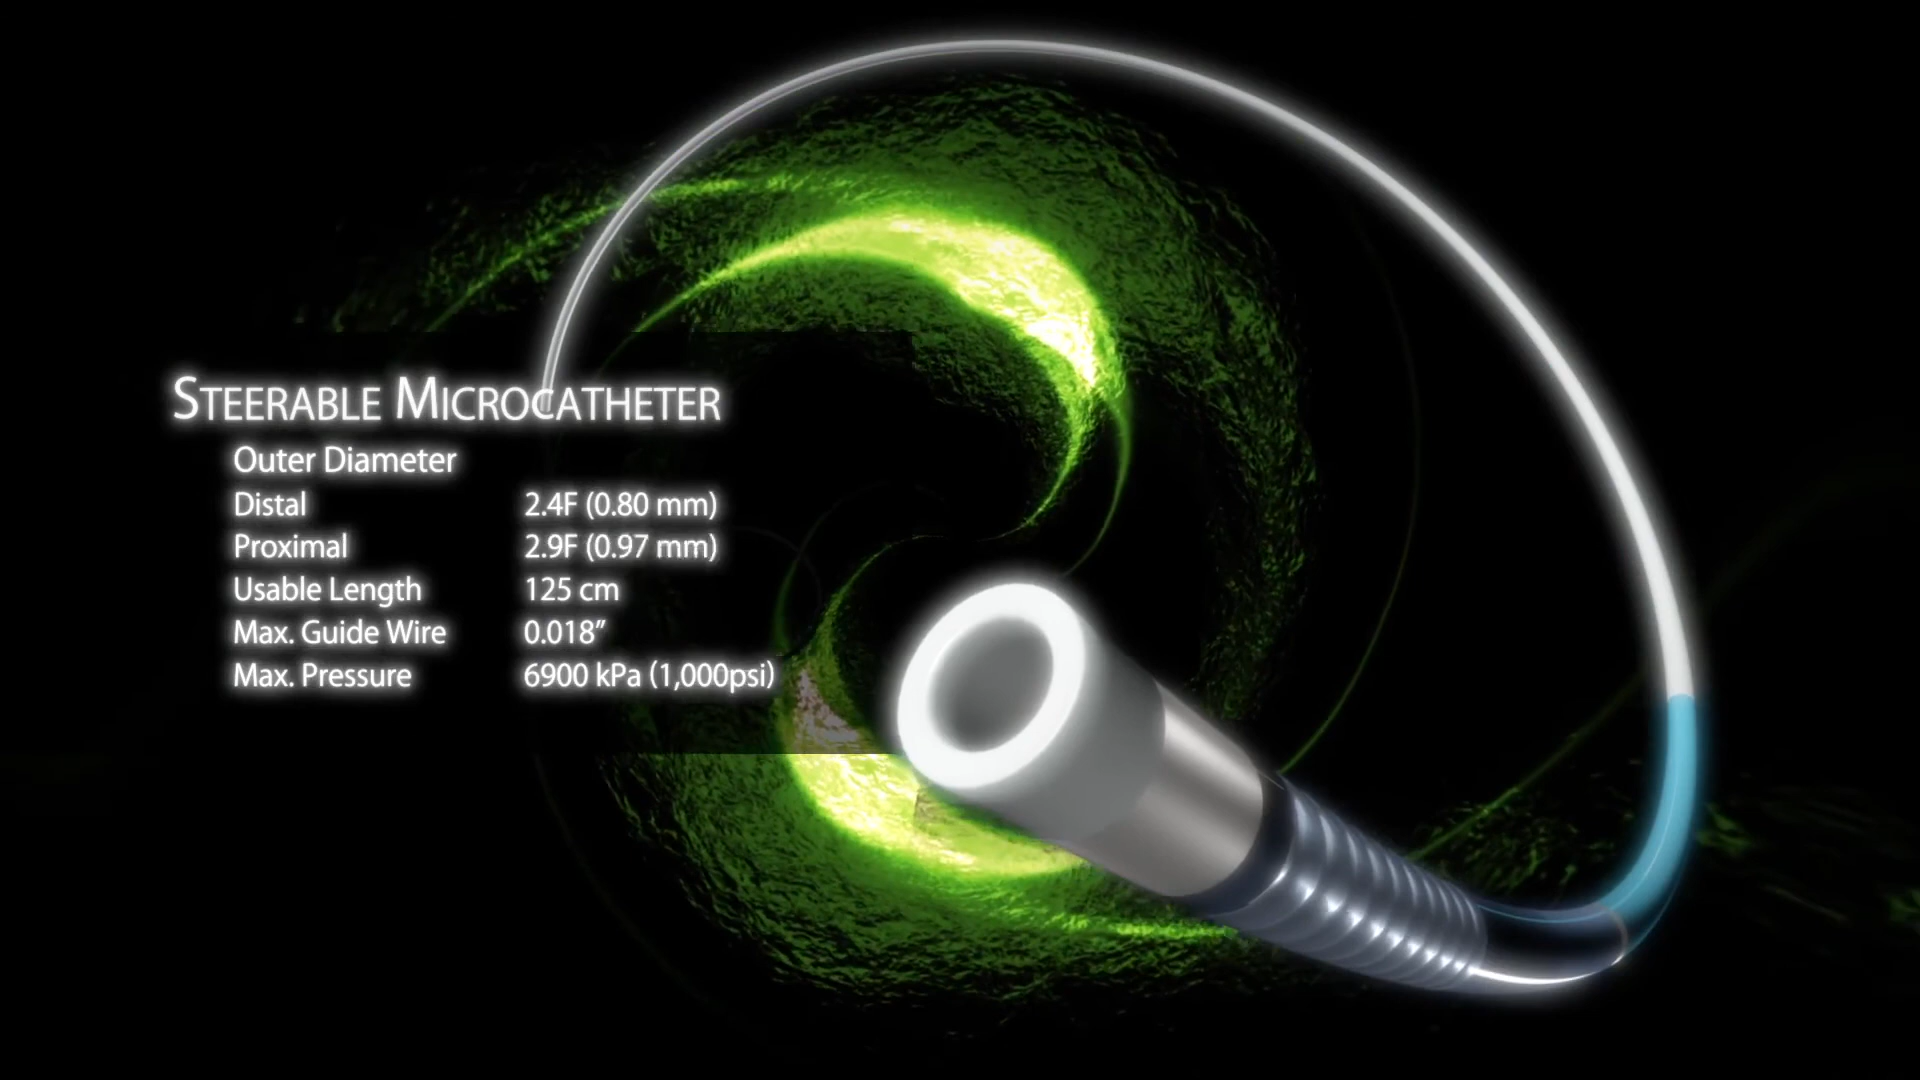 STEERABLE MICROCATHETER
Outer Diameter
Distal 2.4F (0.80 mm)
Proximal 2.9F (0.97 mm)
Usable Length 125 cm
Max. Guide Wire 0.018”
Max. Pressure 6900 kPa (1,000psi)